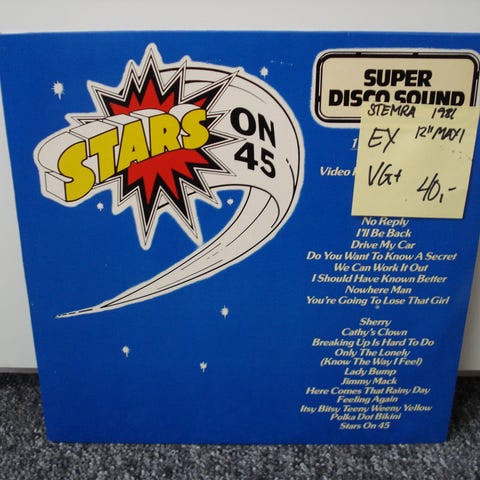 STARS
ON
45
SUPER
DISCO SOUND
STEMRA 1981
EX 12" MAXI
VG+ 40,-
1
Video
No Reply
I'll Be Back
Drive My Car
Do You Want To Know A Secret
We Can Work It Out
I Should Have Known Better
Nowhere Man
You're Going To Lose That Girl
*
Sherry
Cathy's Clown
Breaking Up Is Hard To Do
Only The Lonely
(Know The Way I Feel)
Lady Bump
Jimmy Mack
Here Comes That Rainy Day
Feeling Again
Itsy Bitsy Teeny Weeny Yellow
Polka Dot Bikini
Stars On 45